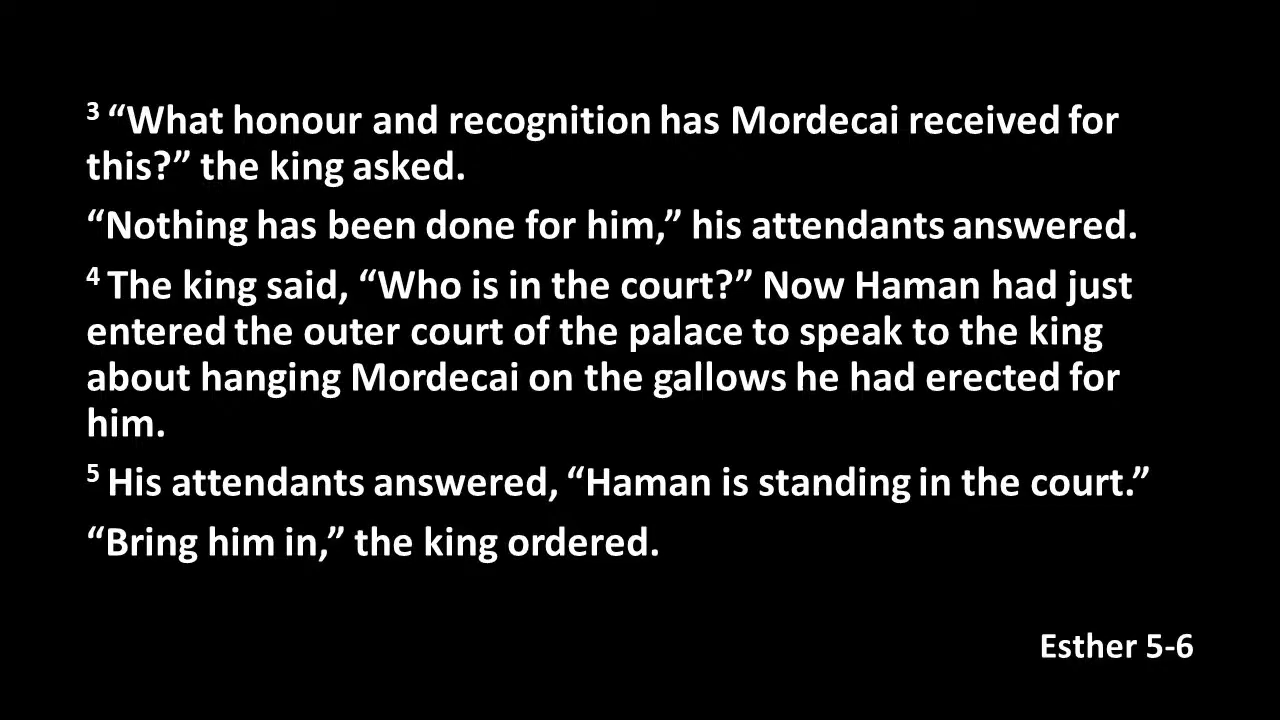 3 “What honour and recognition has Mordecai received for
this?” the king asked.
“Nothing has been done for him,” his attendants answered.
4 The king said, “Who is in the court?” Now Haman had just
entered the outer court of the palace to speak to the king
about hanging Mordecai on the gallows he had erected for
him.
5 His attendants answered, “Haman is standing in the court.”
“Bring him in,” the king ordered.
Esther 5-6